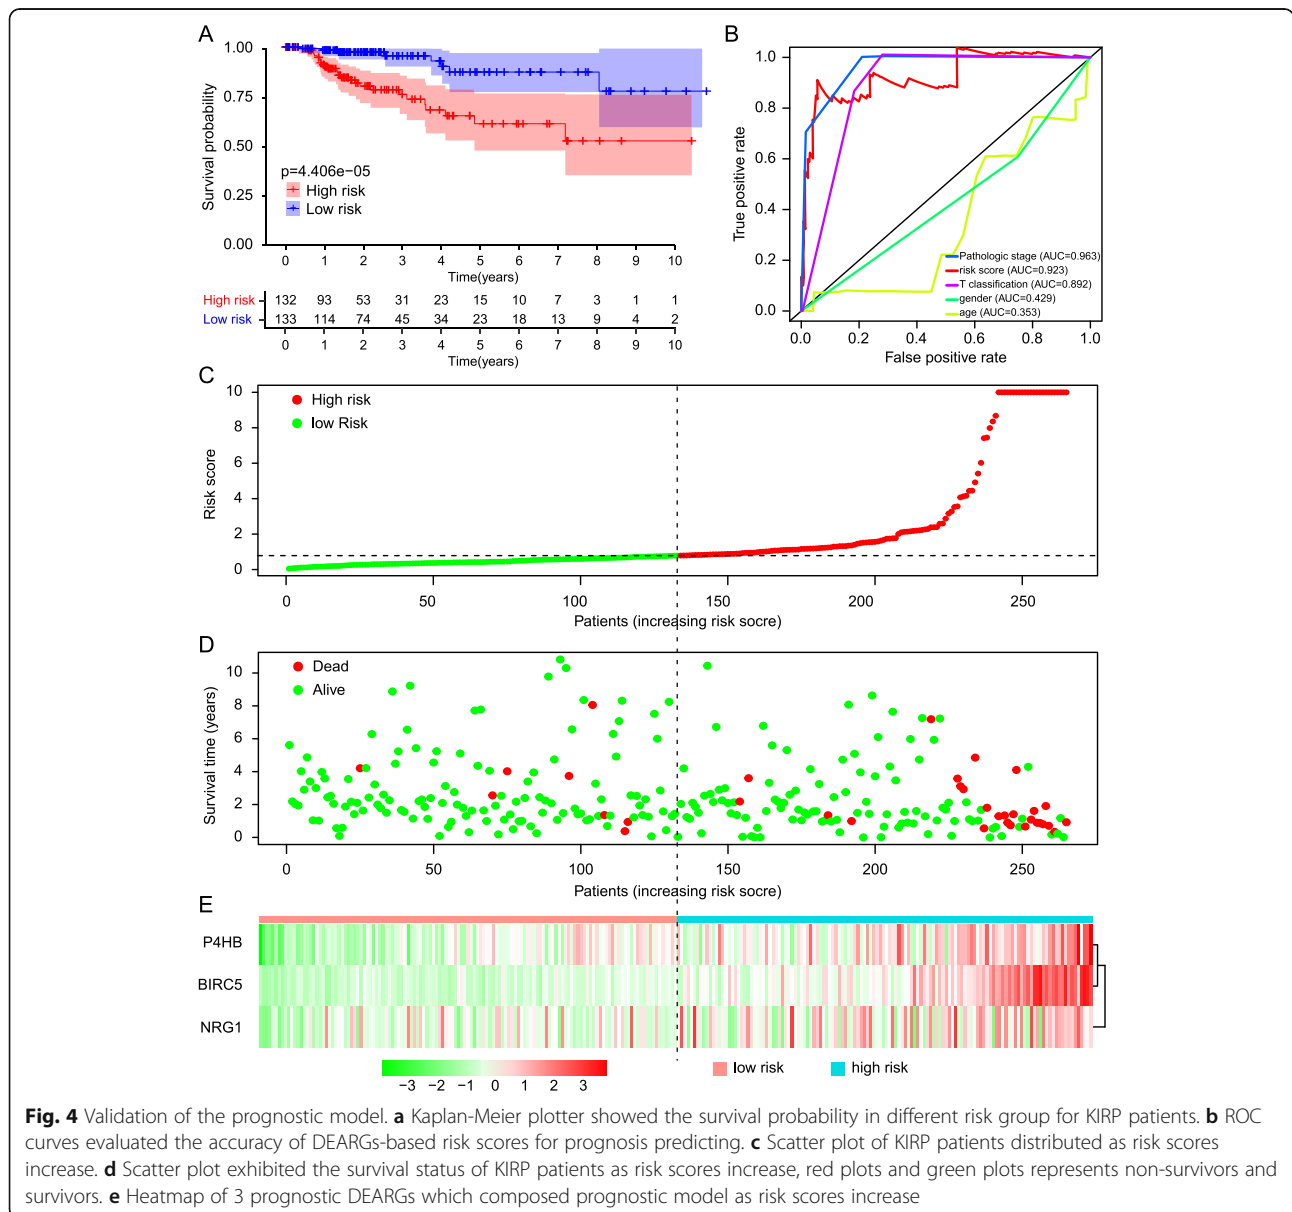 A
1.00
0.75
0.50
0.25
0.00
Survival probability
p=4.406e−05
High risk
Low risk
0 1 2 3 4 5 6 7 8 9 10
Time(years)
High risk 132 93 53 31 23 15 10 7 3 1 1
Low risk 133 114 74 45 34 23 18 13 9 4 2
0 1 2 3 4 5 6 7 8 9 10
Time(years)
B
1.0
0.8
0.6
0.4
0.2
0.0
True positive rate
Pathologic stage (AUC=0.963)
risk score (AUC=0.923)
T classification (AUC=0.892)
gender (AUC=0.429)
age (AUC=0.353)
0.0 0.2 0.4 0.6 0.8 1.0
False positive rate
C
10
8
6
4
2
0
Risk score
High risk
low Risk
0 50 100 150 200 250
Patients (increasing risk socre)
D
10
8
6
4
2
0
Survival time (years)
Dead
Alive
0 50 100 150 200 250
Patients (increasing risk socre)
E
P4HB
BIRC5
NRG1
−3 −2 −1 0 1 2 3
low risk
high risk
Fig. 4 Validation of the prognostic model. a Kaplan-Meier plotter showed the survival probability in different risk group for KIRP patients. b ROC
curves evaluated the accuracy of DEARGs-based risk scores for prognosis predicting. c Scatter plot of KIRP patients distributed as risk scores
increase. d Scatter plot exhibited the survival status of KIRP patients as risk scores increase, red plots and green plots represents non-survivors and
survivors. e Heatmap of 3 prognostic DEARGs which composed prognostic model as risk scores increase